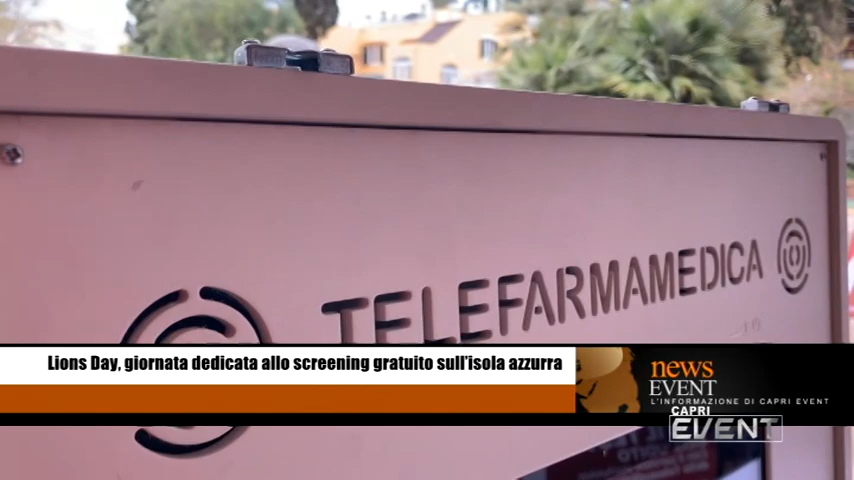 TELEFARMAMEDICA
Lions Day, giornata dedicata allo screening gratuito sull'isola azzurra
news
EVENT
L'INFORMAZIONE DI CAPRI EVENT
CAPRI
EVENT